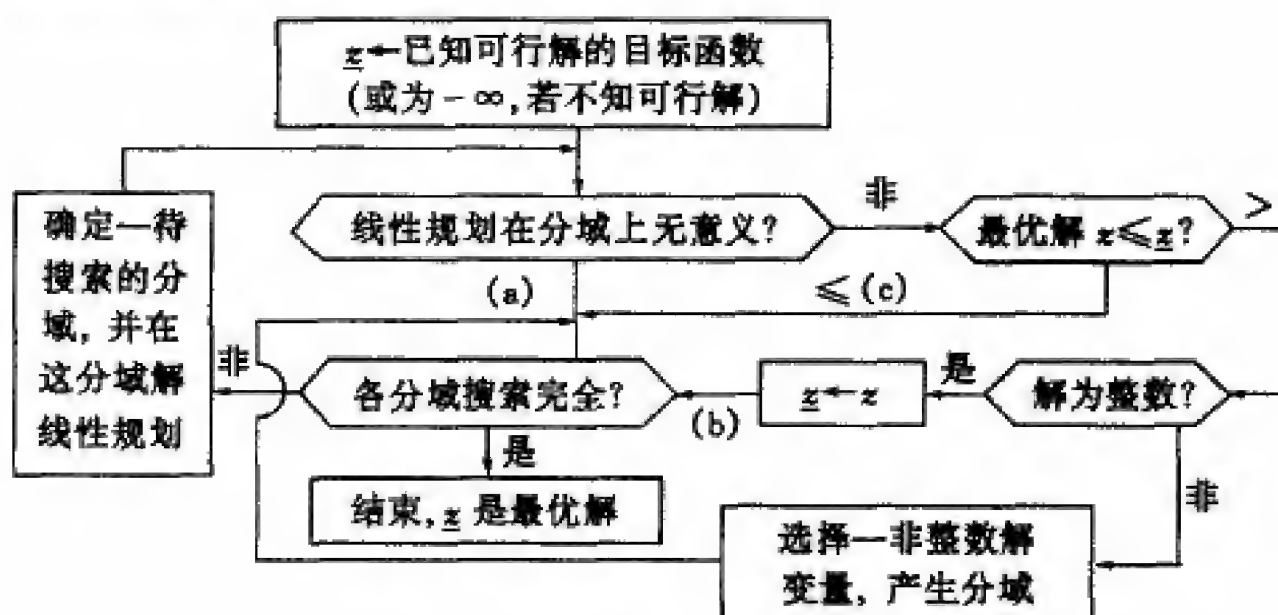 z←已知可行解的目标函数
(或为-∞,若不知可行解)
确定一待
搜索的分
域,并在
这分域解
线性规划
线性规划在分域上无意义?
非
最优解 z≤z?
>
(a)
≤(c)
非
各分域搜索完全?
(b)
z←z
是
解为整数?
是
非
结束,z 是最优解
选择一非整数解
变量,产生分域